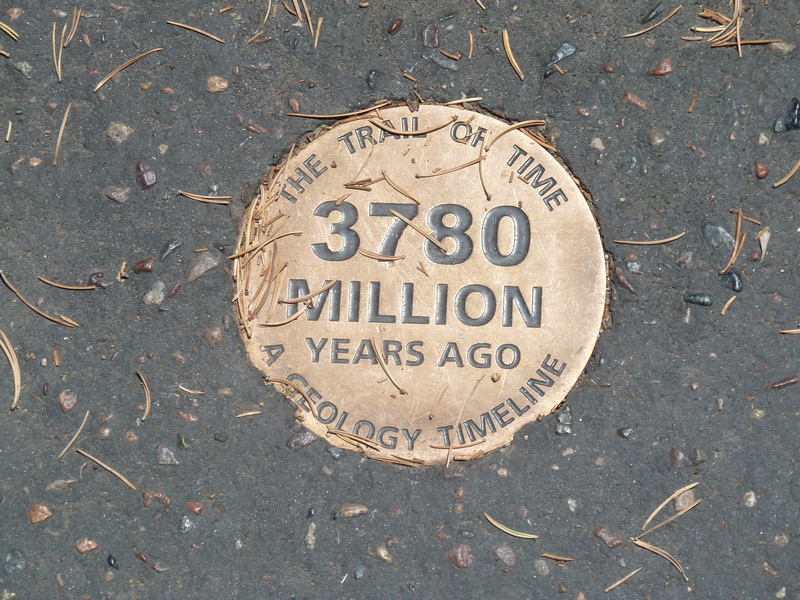 THE TRAIL OF TIME
3780
MILLION
YEARS AGO
A GEOLOGY TIMELINE